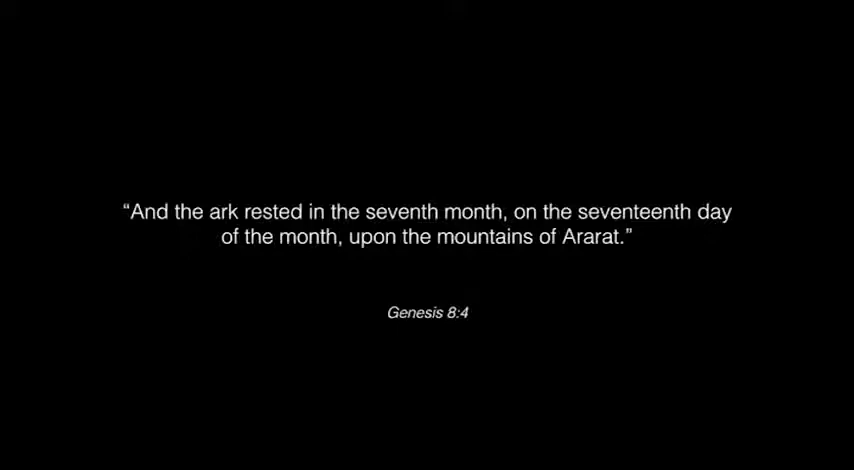 “And the ark rested in the seventh month, on the seventeenth day
of the month, upon the mountains of Ararat.”
Genesis 8:4